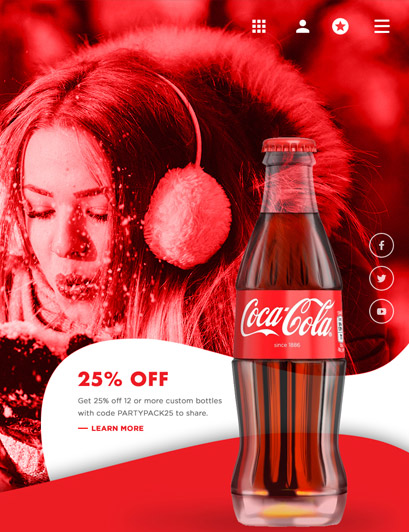 Coca-Cola
since 1886
25% OFF
Get 25% off 12 or more custom bottles
with code PARTYPACK25 to share.
LEARN MORE